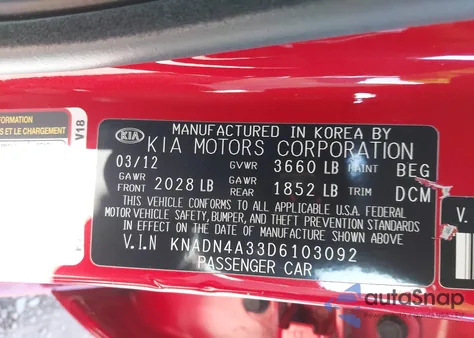 INFORMATION
ET LE CHARGEMENT
V18
MANUFACTURED IN KOREA BY
KIA
KIA MOTORS CORPORATION
03/12 GVWR 3660 LB PAINT BEG
GAWR FRONT 2028 LB GAWR REAR 1852 LB TRIM DCM
THIS VEHICLE CONFORMS TO ALL APPLICABLE U.S.A. FEDERAL
MOTOR VEHICLE SAFETY, BUMPER, AND THEFT PREVENTION STANDARDS
IN EFFECT ON THE DATE OF MANUFACTURE SHOWN ABOVE
V.I.N KNADN4A33D6103092
PASSENGER CAR
V.
autoSnap